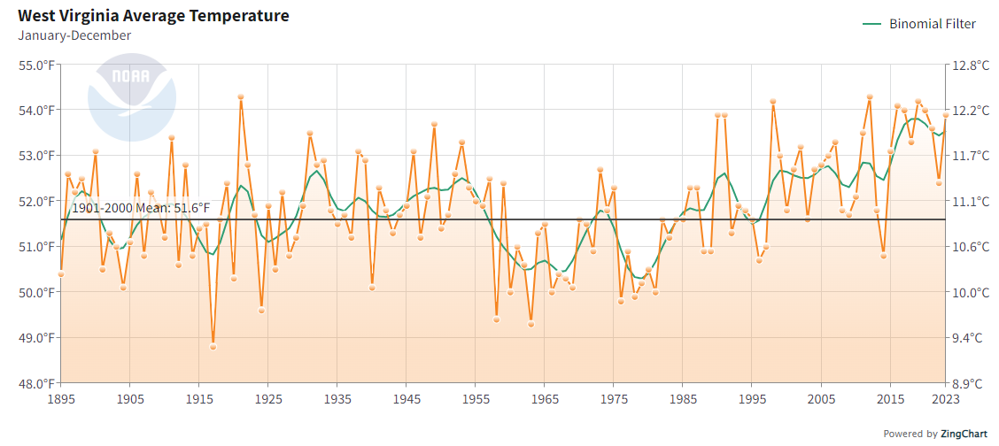 West Virginia Average Temperature
January-December
Binomial Filter
NOAA
55.0°F
12.8°C
54.0°F
12.2°C
53.0°F
11.7°C
52.0°F
11.1°C
1901-2000 Mean: 51.6°F
51.0°F
10.6°C
50.0°F
10.0°C
49.0°F
9.4°C
48.0°F
8.9°C
1895 1905 1915 1925 1935 1945 1955 1965 1975 1985 1995 2005 2015 2023
Powered by ZingChart